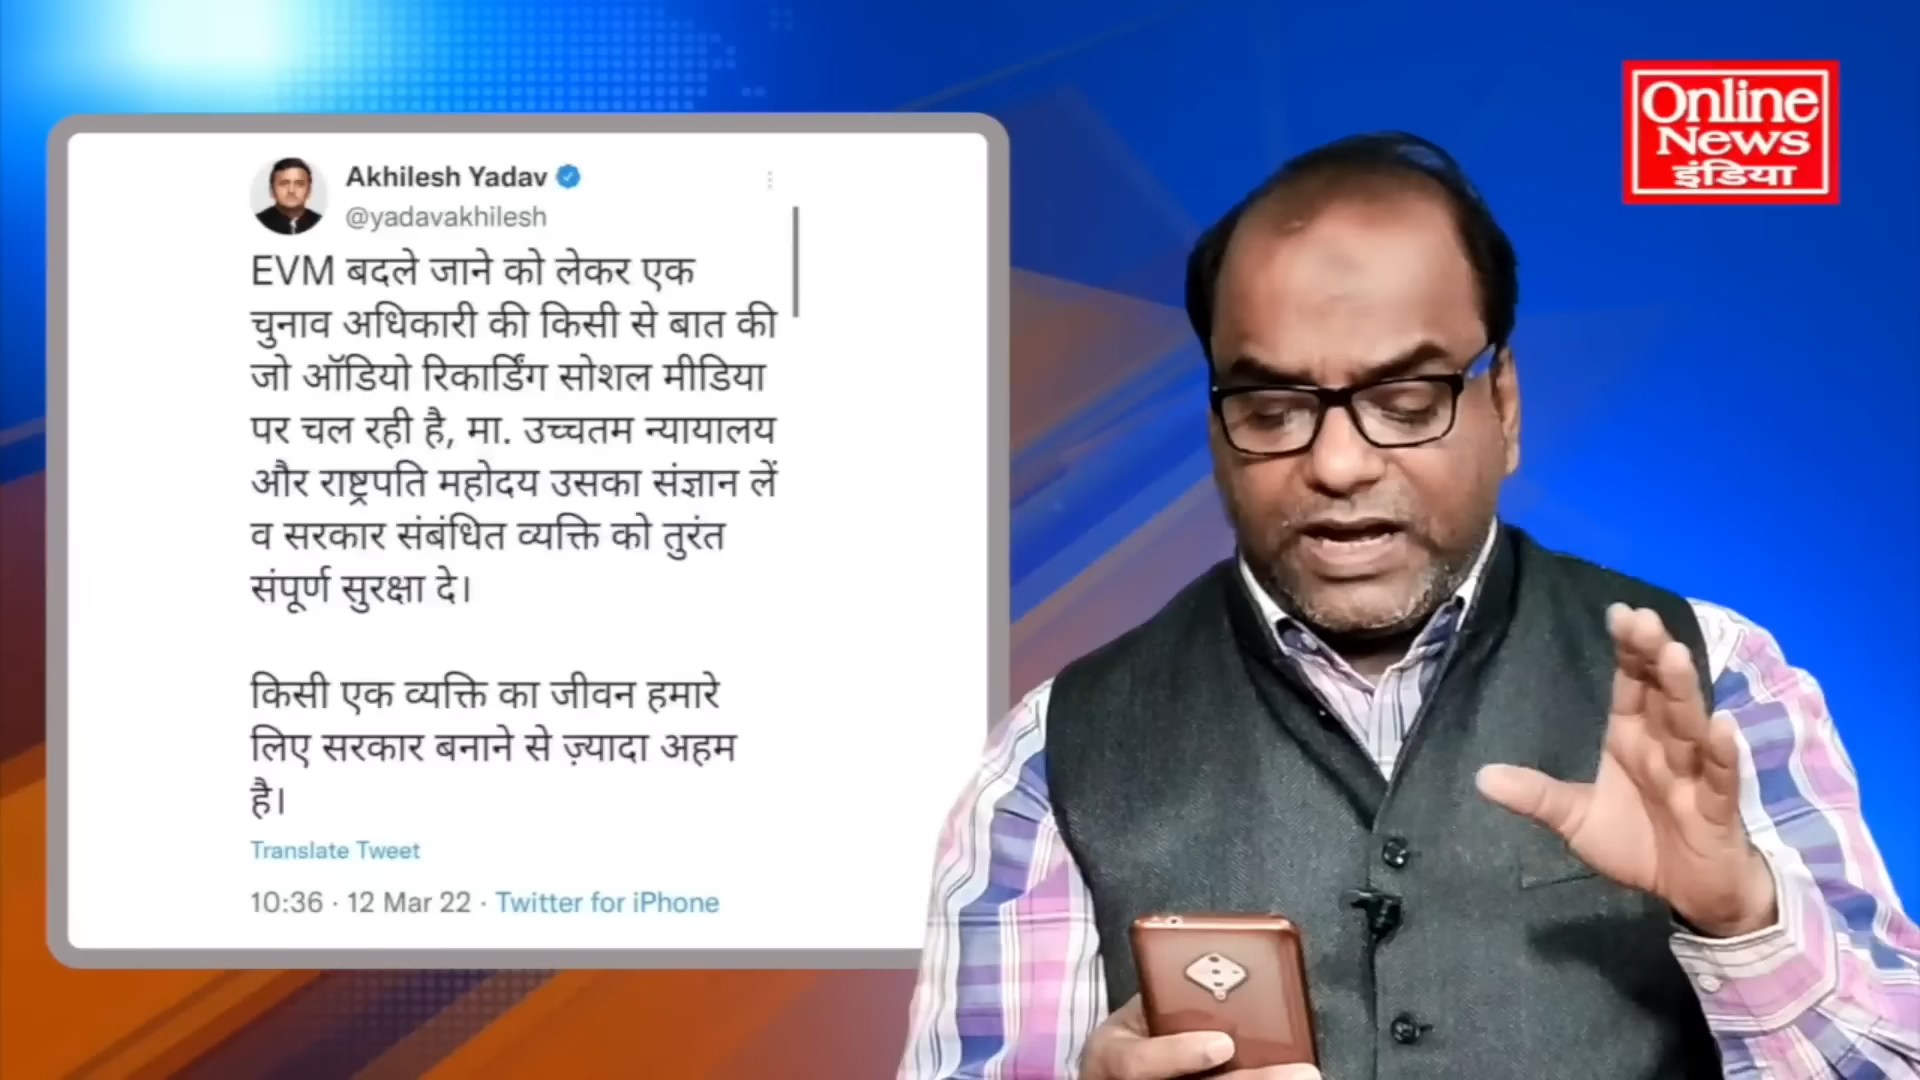 Akhilesh Yadav
@yadavakhilesh
EVM बदले जाने को लेकर एक
चुनाव अधिकारी की किसी से बात की
जो ऑडियो रिकार्डिंग सोशल मीडिया
पर चल रही है, मा. उच्चतम न्यायालय
और राष्ट्रपति महोदय उसका संज्ञान लें
व सरकार संबंधित व्यक्ति को तुरंत
संपूर्ण सुरक्षा दे।
किसी एक व्यक्ति का जीवन हमारे
लिए सरकार बनाने से ज़्यादा अहम
है।
Translate Tweet
10:36 · 12 Mar 22 · Twitter for iPhone
Online
News
इंडिया